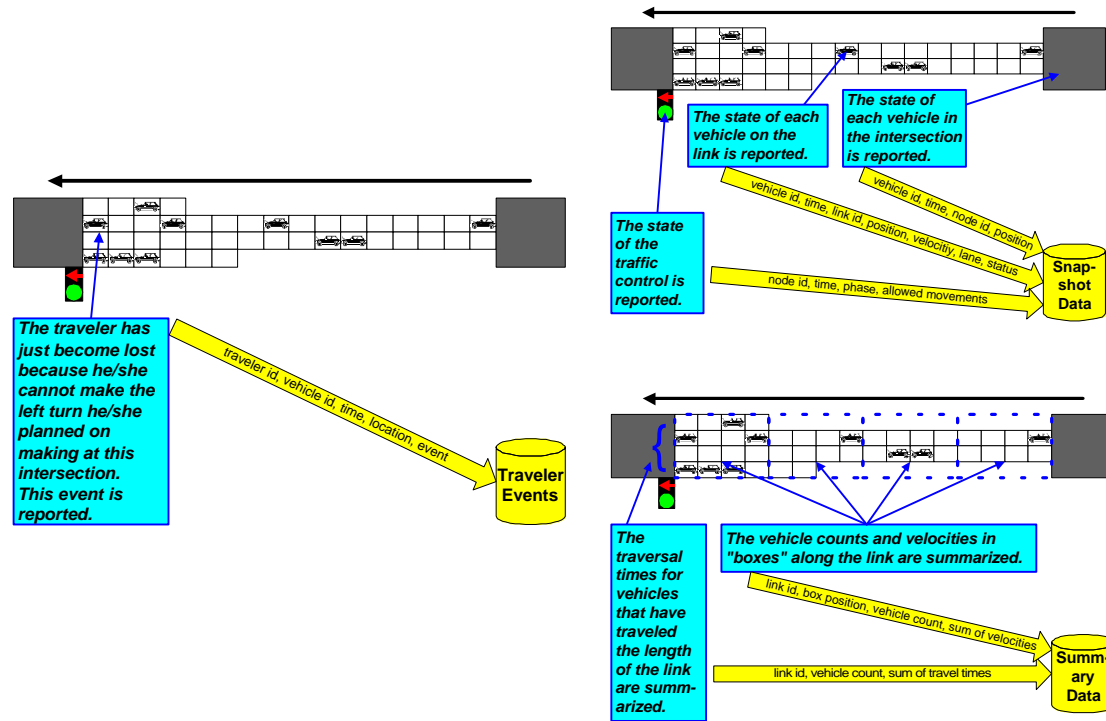 The traveler has
just become lost
because he/she
cannot make the
left turn he/she
planned on
making at this
intersection.
This event is
reported.
traveler id, vehicle id, time, location, event
Traveler
Events
The state of each
vehicle on the
link is reported.
The state of
each vehicle in
the intersection
is reported.
The state
of the
traffic
control is
reported.
vehicle id, time, node id, position
vehicle id, time, link id, position, velocitiy, lane, status
node id, time, phase, allowed movements
Snap-
shot
Data
The
traversal
times for
vehicles
that have
traveled
the length
of the link
are summ-
arized.
The vehicle counts and velocities in
"boxes" along the link are summarized.
link id, box position, vehicle count, sum of velocities
link id, vehicle count, sum of travel times
Summ-
ary
Data